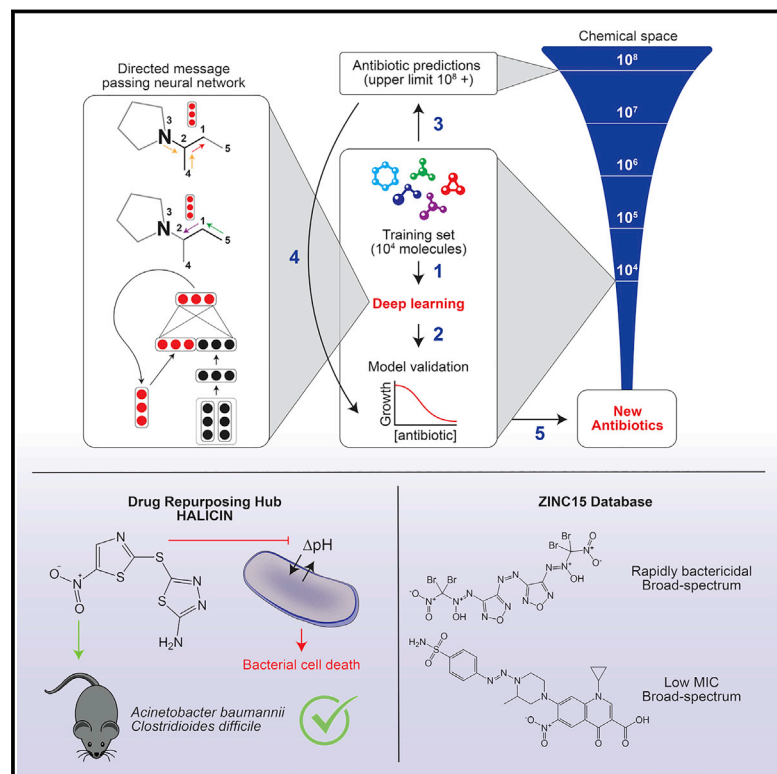 Directed message
passing neural network
3
N
1
2
5
4
3
N
1
2
5
4
Antibiotic predictions
(upper limit 10⁸ +)
3
4
Training set
(10⁴ molecules)
1
Deep learning
2
Model validation
Growth
[antibiotic]
5
Chemical space
10⁸
10⁷
10⁶
10⁵
10⁴
New
Antibiotics
Drug Repurposing Hub
HALICIN
O⁻
N⁺
O
S
N
S
S
N
N
NH₂
ΔpH
Bacterial cell death
Acinetobacter baumannii
Clostridioides difficile
ZINC15 Database
Br
Br
O⁻
N⁺
O
N
N⁺
OH
N
O
N
N
N
N
O
N
N
N⁺
OH
Br
Br
N⁺
O⁻
O
Rapidly bactericidal
Broad-spectrum
H₂N
O
S
O
N
N
N
N
N
O⁻
N⁺
O
O
O
OH
Low MIC
Broad-spectrum